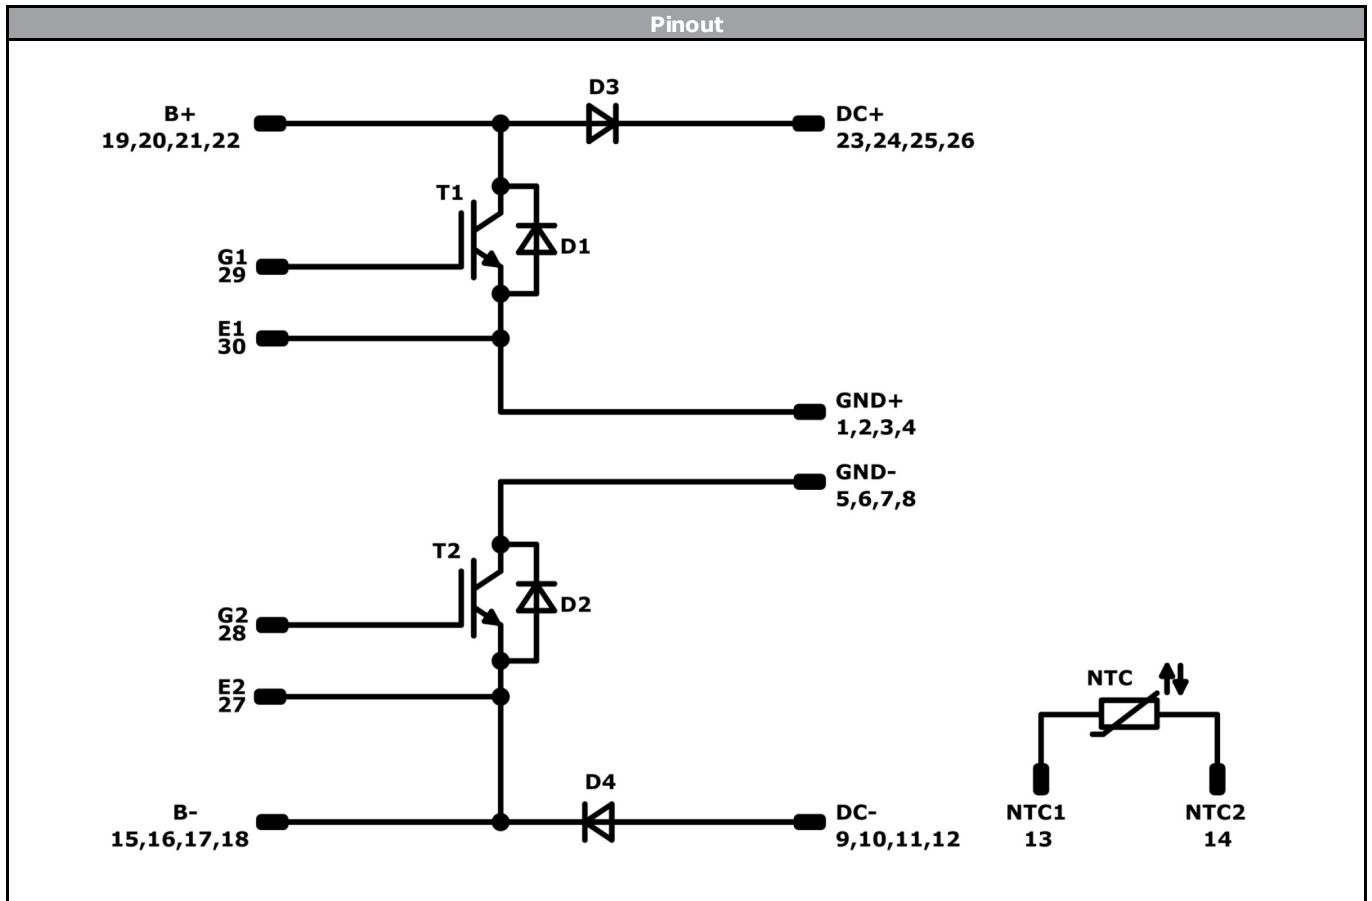 Pinout
D3
B+
19,20,21,22
DC+
23,24,25,26
T1
D1
G1
29
E1
30
GND+
1,2,3,4
GND-
5,6,7,8
T2
D2
G2
28
E2
27
NTC
D4
B-
15,16,17,18
DC-
9,10,11,12
NTC1
13
NTC2
14